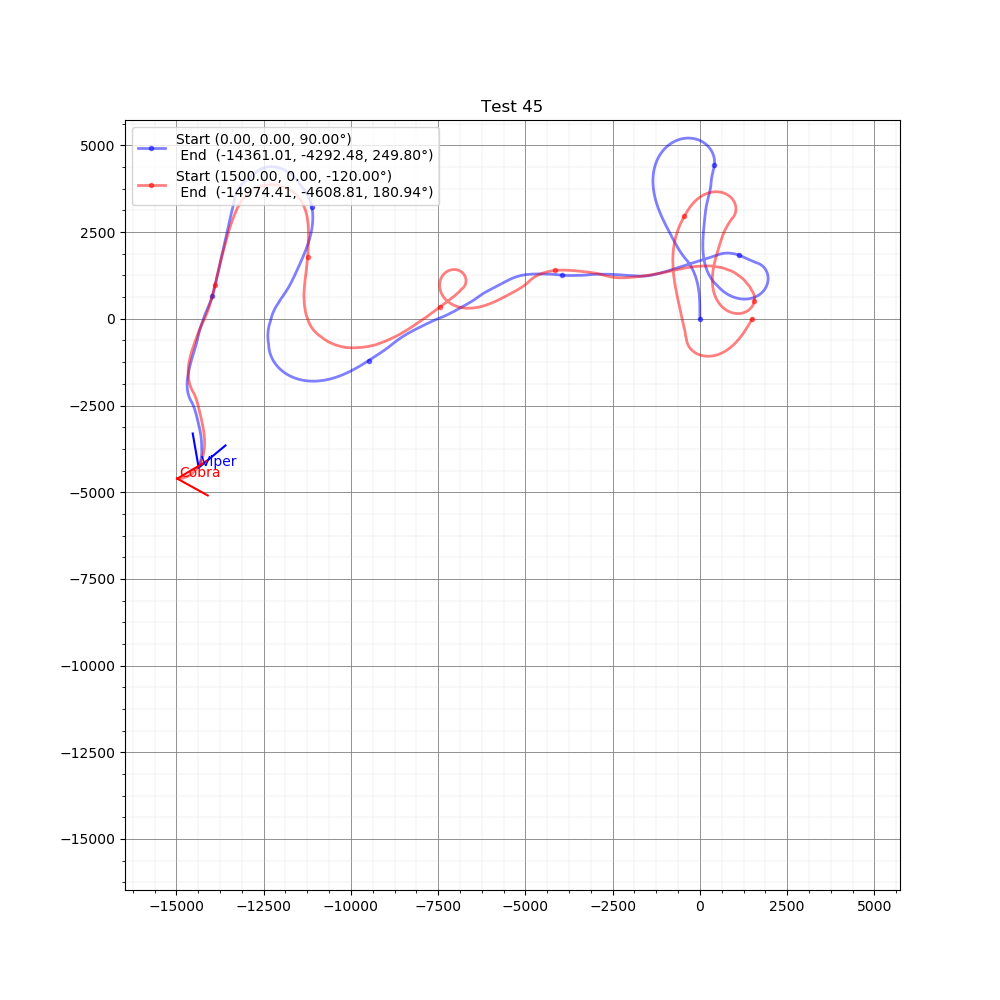 Test 45
Start (0.00, 0.00, 90.00°)
End  (-14361.01, -4292.48, 249.80°)
Start (1500.00, 0.00, -120.00°)
End  (-14974.41, -4608.81, 180.94°)
5000
2500
0
−2500
−5000
−7500
−10000
−12500
−15000
Viper
Cobra
−15000 −12500 −10000 −7500 −5000 −2500 0 2500 5000